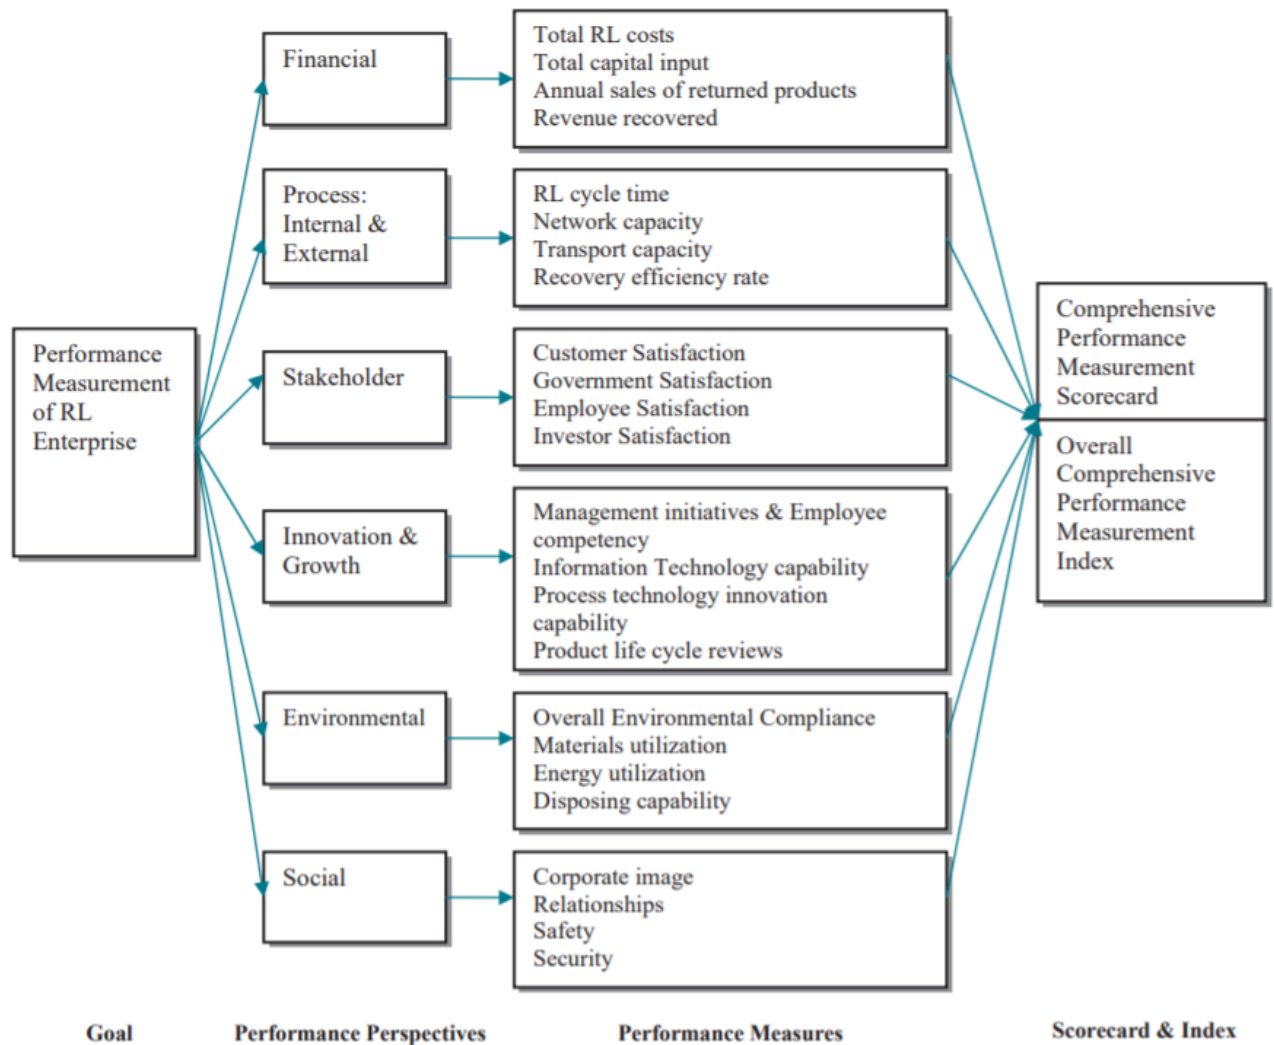 Financial
Total RL costs
Total capital input
Annual sales of returned products
Revenue recovered
Process:
Internal &
External
RL cycle time
Network capacity
Transport capacity
Recovery efficiency rate
Performance
Measurement
of RL
Enterprise
Stakeholder
Customer Satisfaction
Government Satisfaction
Employee Satisfaction
Investor Satisfaction
Comprehensive
Performance
Measurement
Scorecard
Overall
Comprehensive
Performance
Measurement
Index
Innovation &
Growth
Management initiatives & Employee
competency
Information Technology capability
Process technology innovation
capability
Product life cycle reviews
Environmental
Overall Environmental Compliance
Materials utilization
Energy utilization
Disposing capability
Social
Corporate image
Relationships
Safety
Security
Goal
Performance Perspectives
Performance Measures
Scorecard & Index